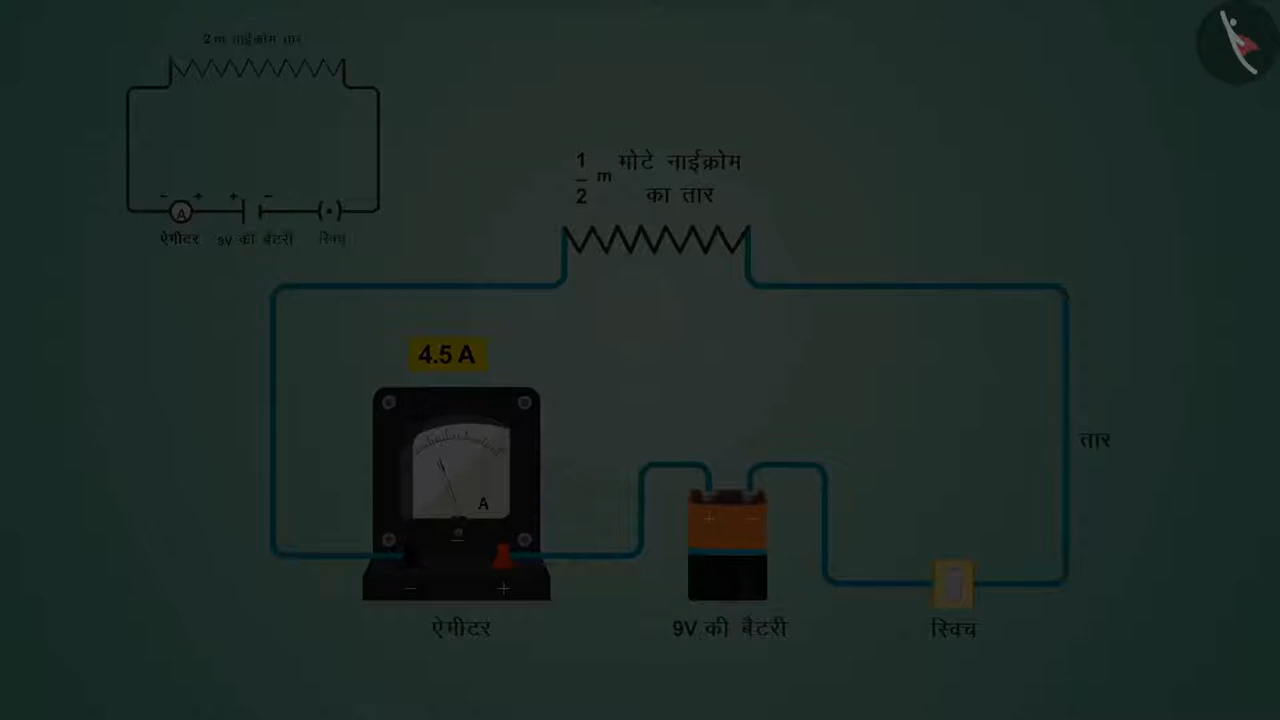 2 m नाईक्रोम तार
- + + -
A
ऐमीटर 9V की बैटरी स्विच
1/2 m मोटे नाईक्रोम
का तार
4.5 A
A
तार
+ -
- +
ऐमीटर 9V की बैटरी स्विच